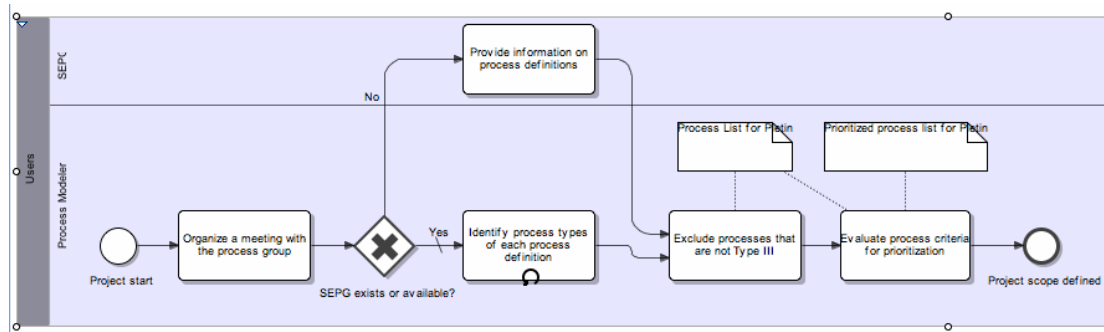 Users
SEPG
Process Modeler
Provide information on
process definitions
No
Process List for Pletin
Prioritized process list for Pletin
Project start
Organize a meeting with
the process group
SEPG exists or available?
Yes
Identify process types
of each process
definition
Exclude processes that
are not Type III
Evaluate process criteria
for prioritization
Project scope defined